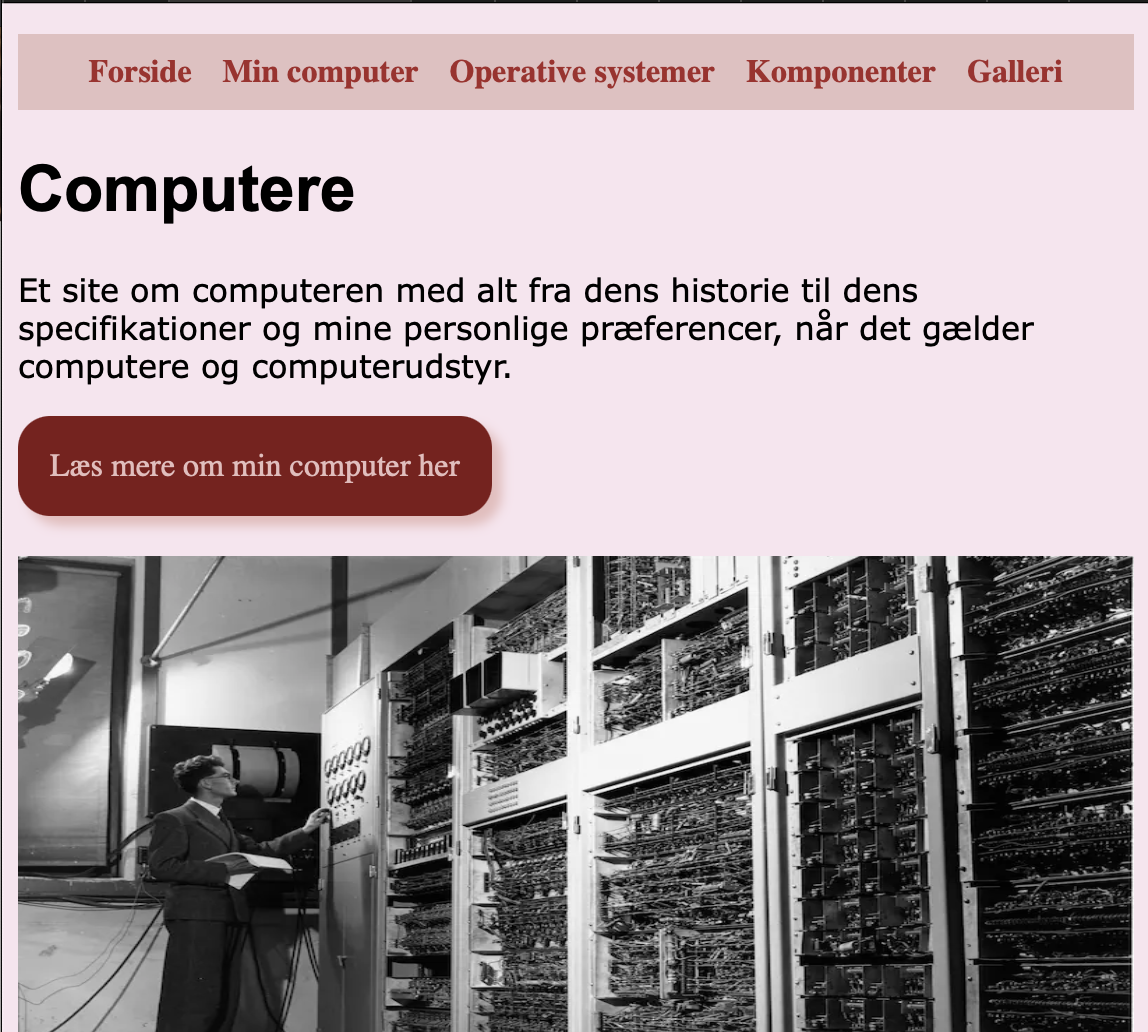 Forside Min computer Operative systemer Komponenter Galleri
Computere
Et site om computeren med alt fra dens historie til dens
specifikationer og mine personlige præferencer, når det gælder
computere og computerudstyr.
Læs mere om min computer her